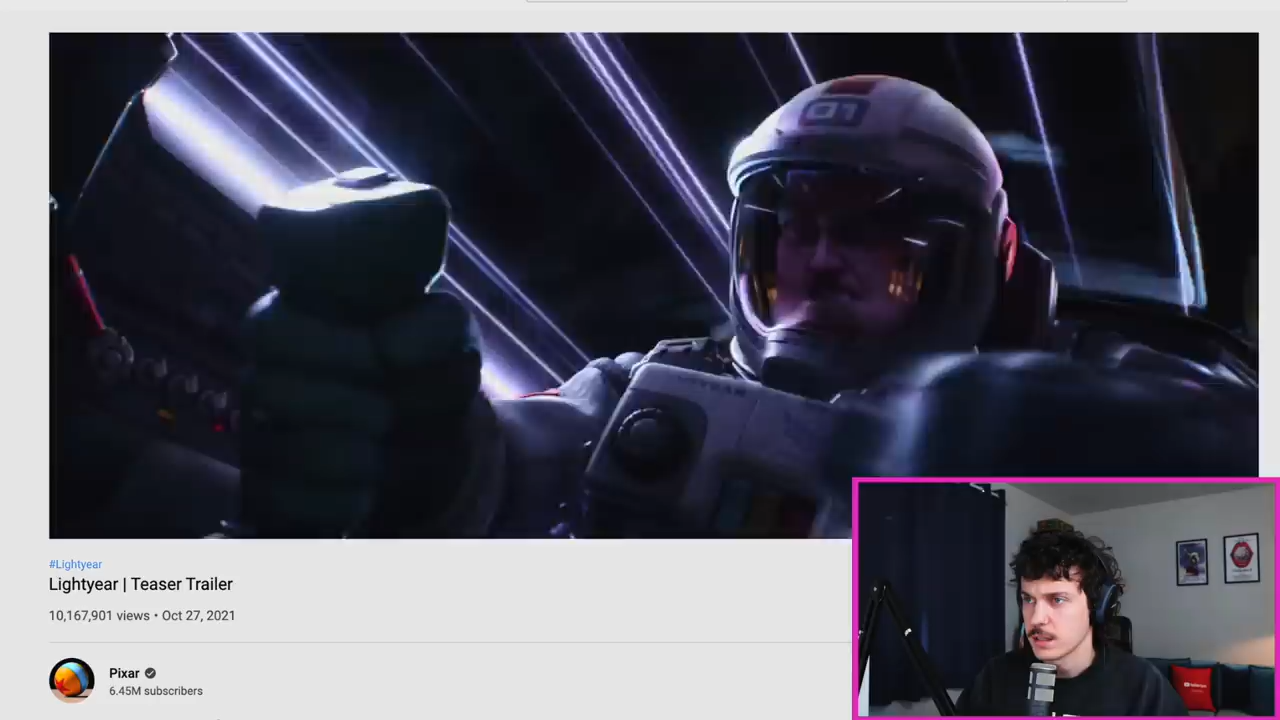 01
#Lightyear
Lightyear | Teaser Trailer
10,167,901 views • Oct 27, 2021
Pixar
6.45M subscribers